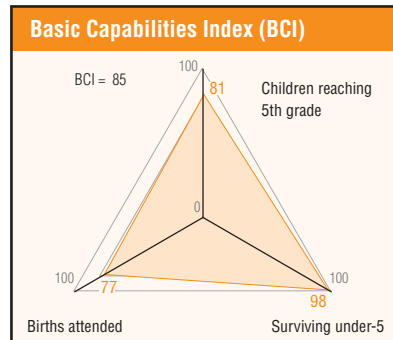 Basic Capabilities Index (BCI)
BCI = 85
100
81
Children reaching
5th grade
0
100
77
100
98
Births attended
Surviving under-5